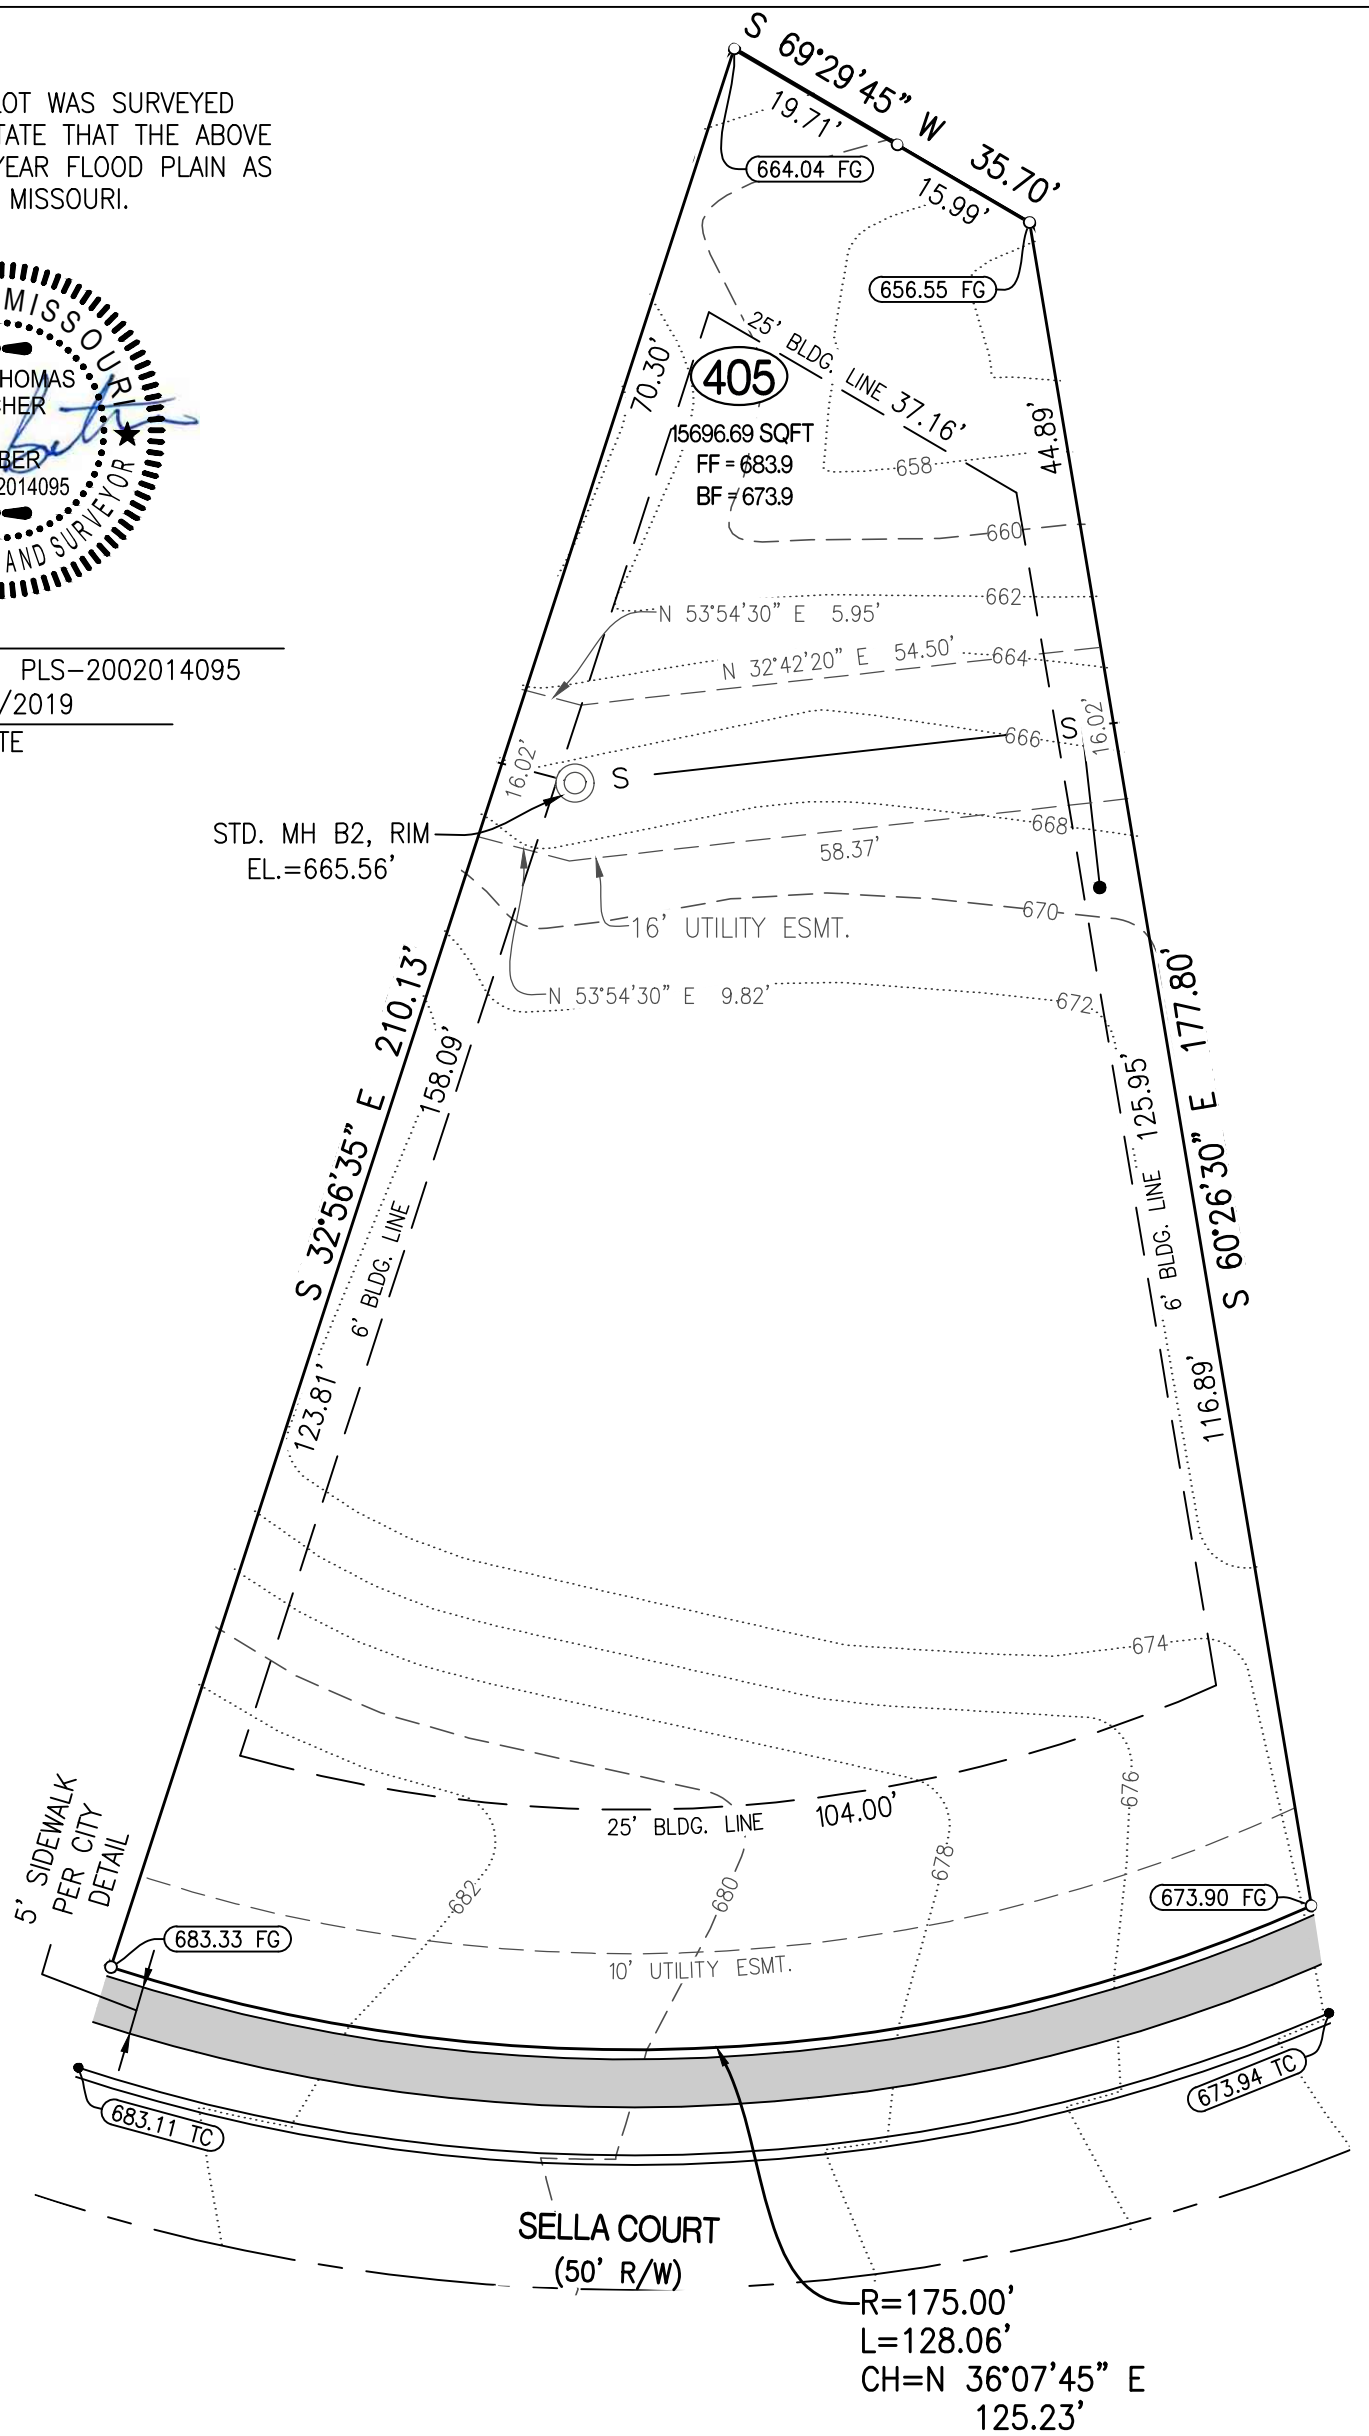 LOT WAS SURVEYED
TATE THAT THE ABOVE
YEAR FLOOD PLAIN AS
MISSOURI.
MISSOURI
HOMAS
CHER
BER
2014095
AND SURVEYOR
PLS-2002014095
/2019
TE
S 69°29'45" W 35.70'
19.71'
15.99'
664.04 FG
656.55 FG
25' BLDG. LINE 37.16'
70.30'
405
15696.69 SQFT
FF = 683.9
BF = 673.9
44.89'
658
660
662
N 53°54'30" E 5.95'
N 32°42'20" E 54.50'
664
16.02'
S
666
S
16.02'
STD. MH B2, RIM
EL.=665.56'
668
58.37'
670
16' UTILITY ESMT.
N 53°54'30" E 9.82'
672
S 32°56'35" E 210.13'
158.09'
6' BLDG. LINE
123.81'
S 60°26'30" E 177.80'
6' BLDG. LINE 125.95'
116.89'
674
676
25' BLDG. LINE 104.00'
678
680
682
5' SIDEWALK
PER CITY
DETAIL
683.33 FG
673.90 FG
10' UTILITY ESMT.
683.11 TC
673.94 TC
SELLA COURT
(50' R/W)
R=175.00'
L=128.06'
CH=N 36°07'45" E
125.23'